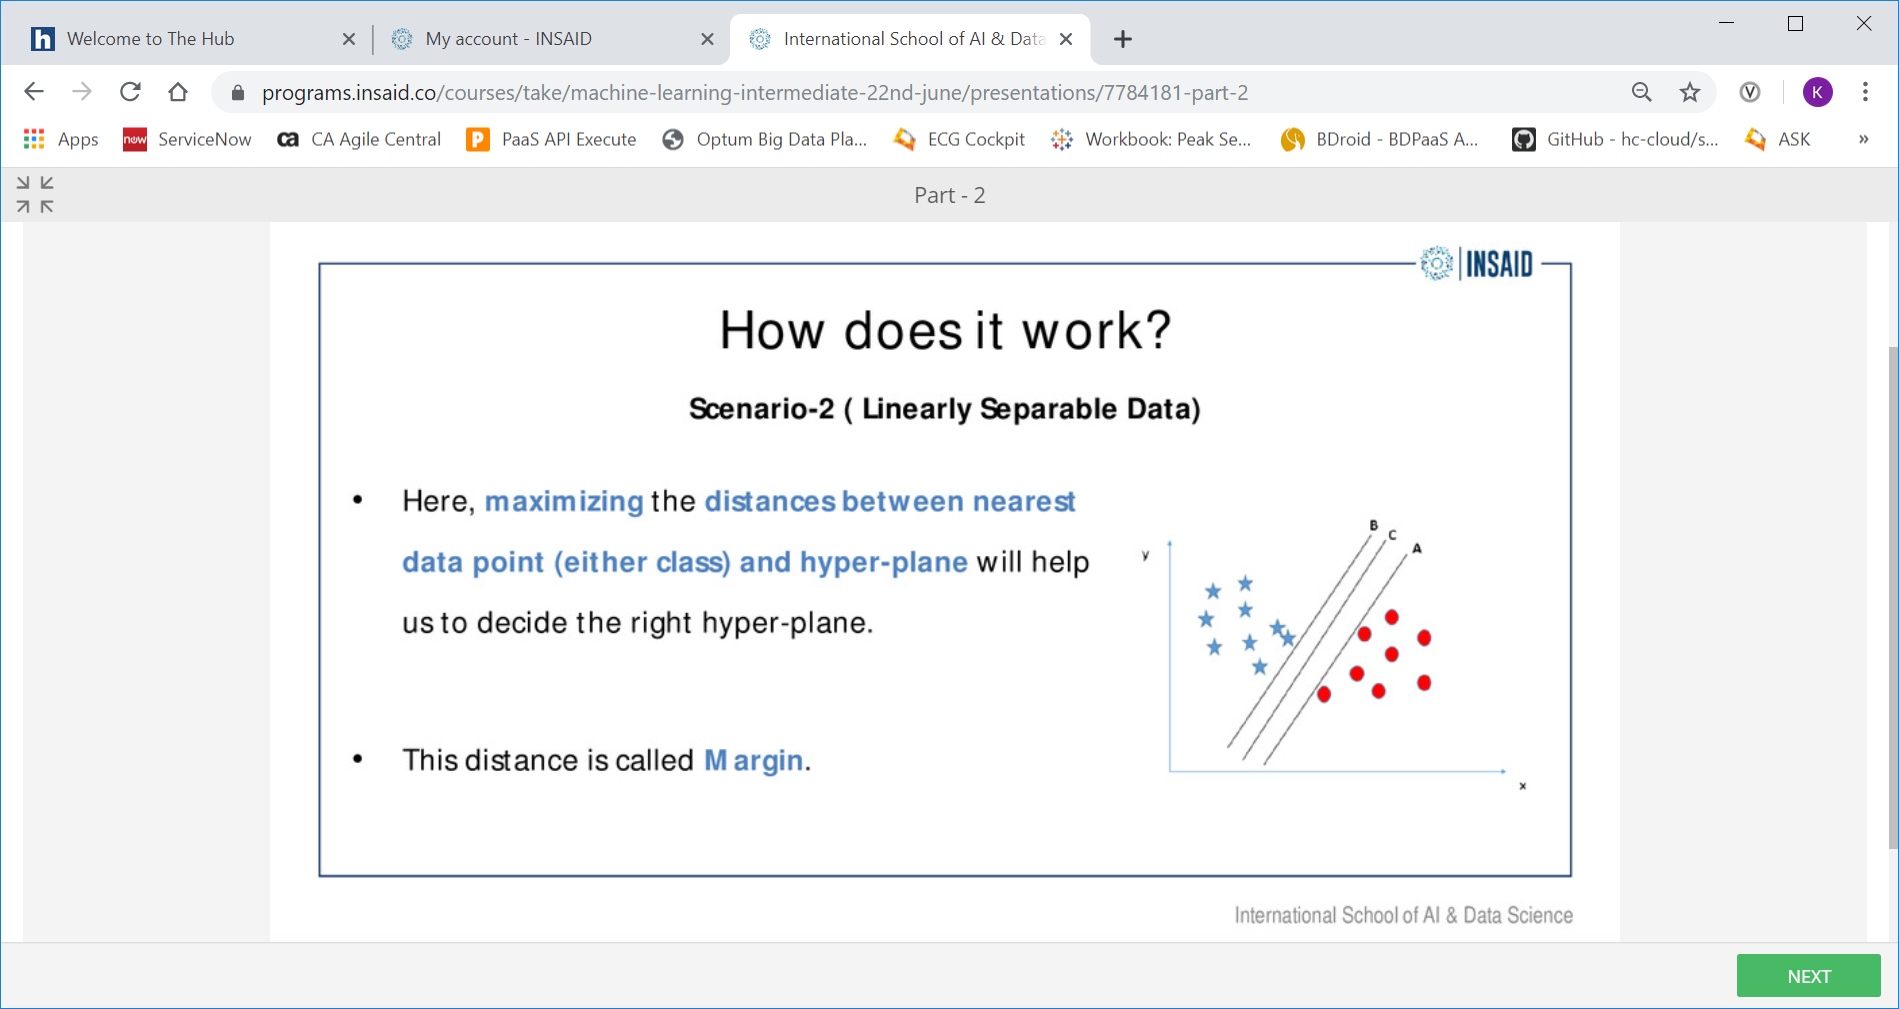 h Welcome to The Hub
My account - INSAID
International School of AI & Data
programs.insaid.co/courses/take/machine-learning-intermediate-22nd-june/presentations/7784181-part-2
K
Apps
now ServiceNow
ca CA Agile Central
P PaaS API Execute
Optum Big Data Pla...
ECG Cockpit
Workbook: Peak Se...
BDroid - BDPaaS A...
GitHub - hc-cloud/s...
ASK
»
Part - 2
INSAID
How does it work?
Scenario-2 ( Linearly Separable Data)
• Here, maximizing the distances between nearest
data point (either class) and hyper-plane will help
us to decide the right hyper-plane.
• This distance is called Margin.
B
C
A
y
x
International School of AI & Data Science
NEXT